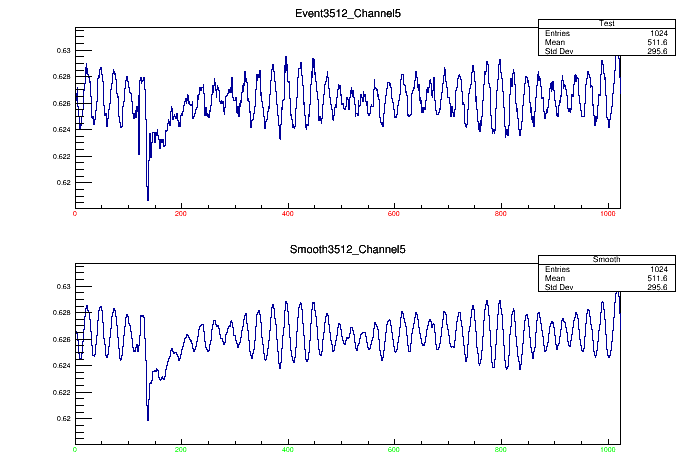 Event3512_Channel5
Test
Entries 1024
Mean 511.6
Std Dev 295.6
0.63
0.628
0.626
0.624
0.622
0.62
0 200 400 600 800 1000
Smooth3512_Channel5
Smooth
Entries 1024
Mean 511.6
Std Dev 295.6
0.63
0.628
0.626
0.624
0.622
0.62
0 200 400 600 800 1000